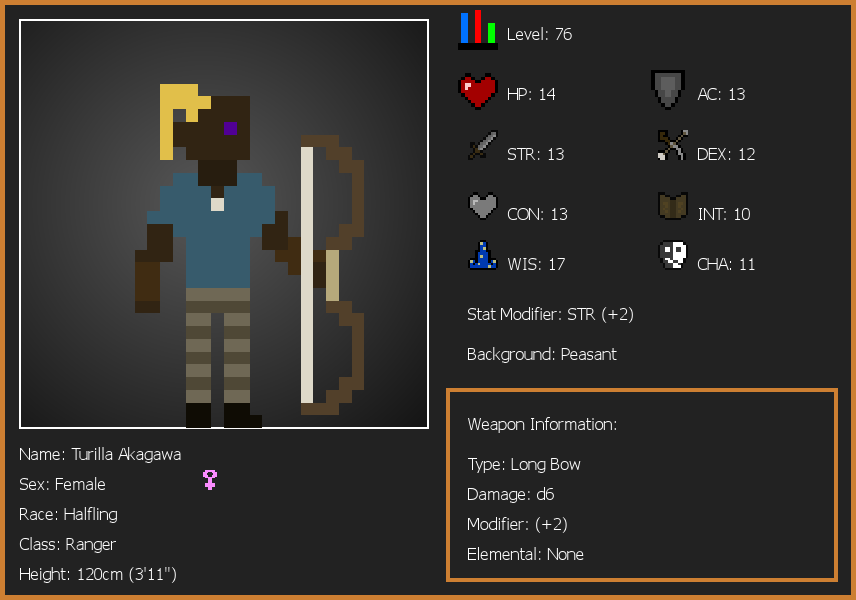 Level: 76
HP: 14
AC: 13
STR: 13
DEX: 12
CON: 13
INT: 10
WIS: 17
CHA: 11
Stat Modifier: STR (+2)
Background: Peasant
Weapon Information:
Type: Long Bow
Damage: d6
Modifier: (+2)
Elemental: None
Name: Turilla Akagawa
Sex: Female
Race: Halfling
Class: Ranger
Height: 120cm (3'11")